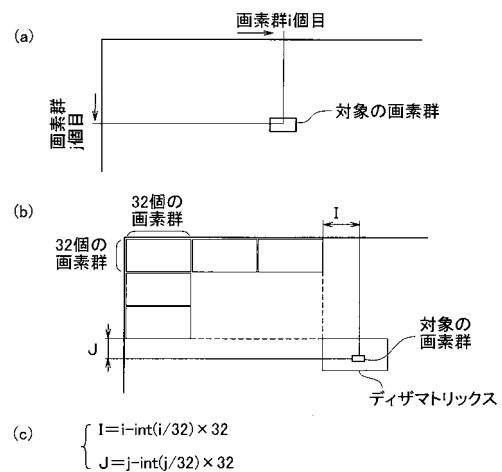 (a)
画素群i個目
画素群
j個目
対象の画素群
(b)
32個の
画素群
I
32個の
画素群
J
対象の
画素群
ディザマトリックス
(c)
I=i-int(i/32)×32
J=j-int(j/32)×32